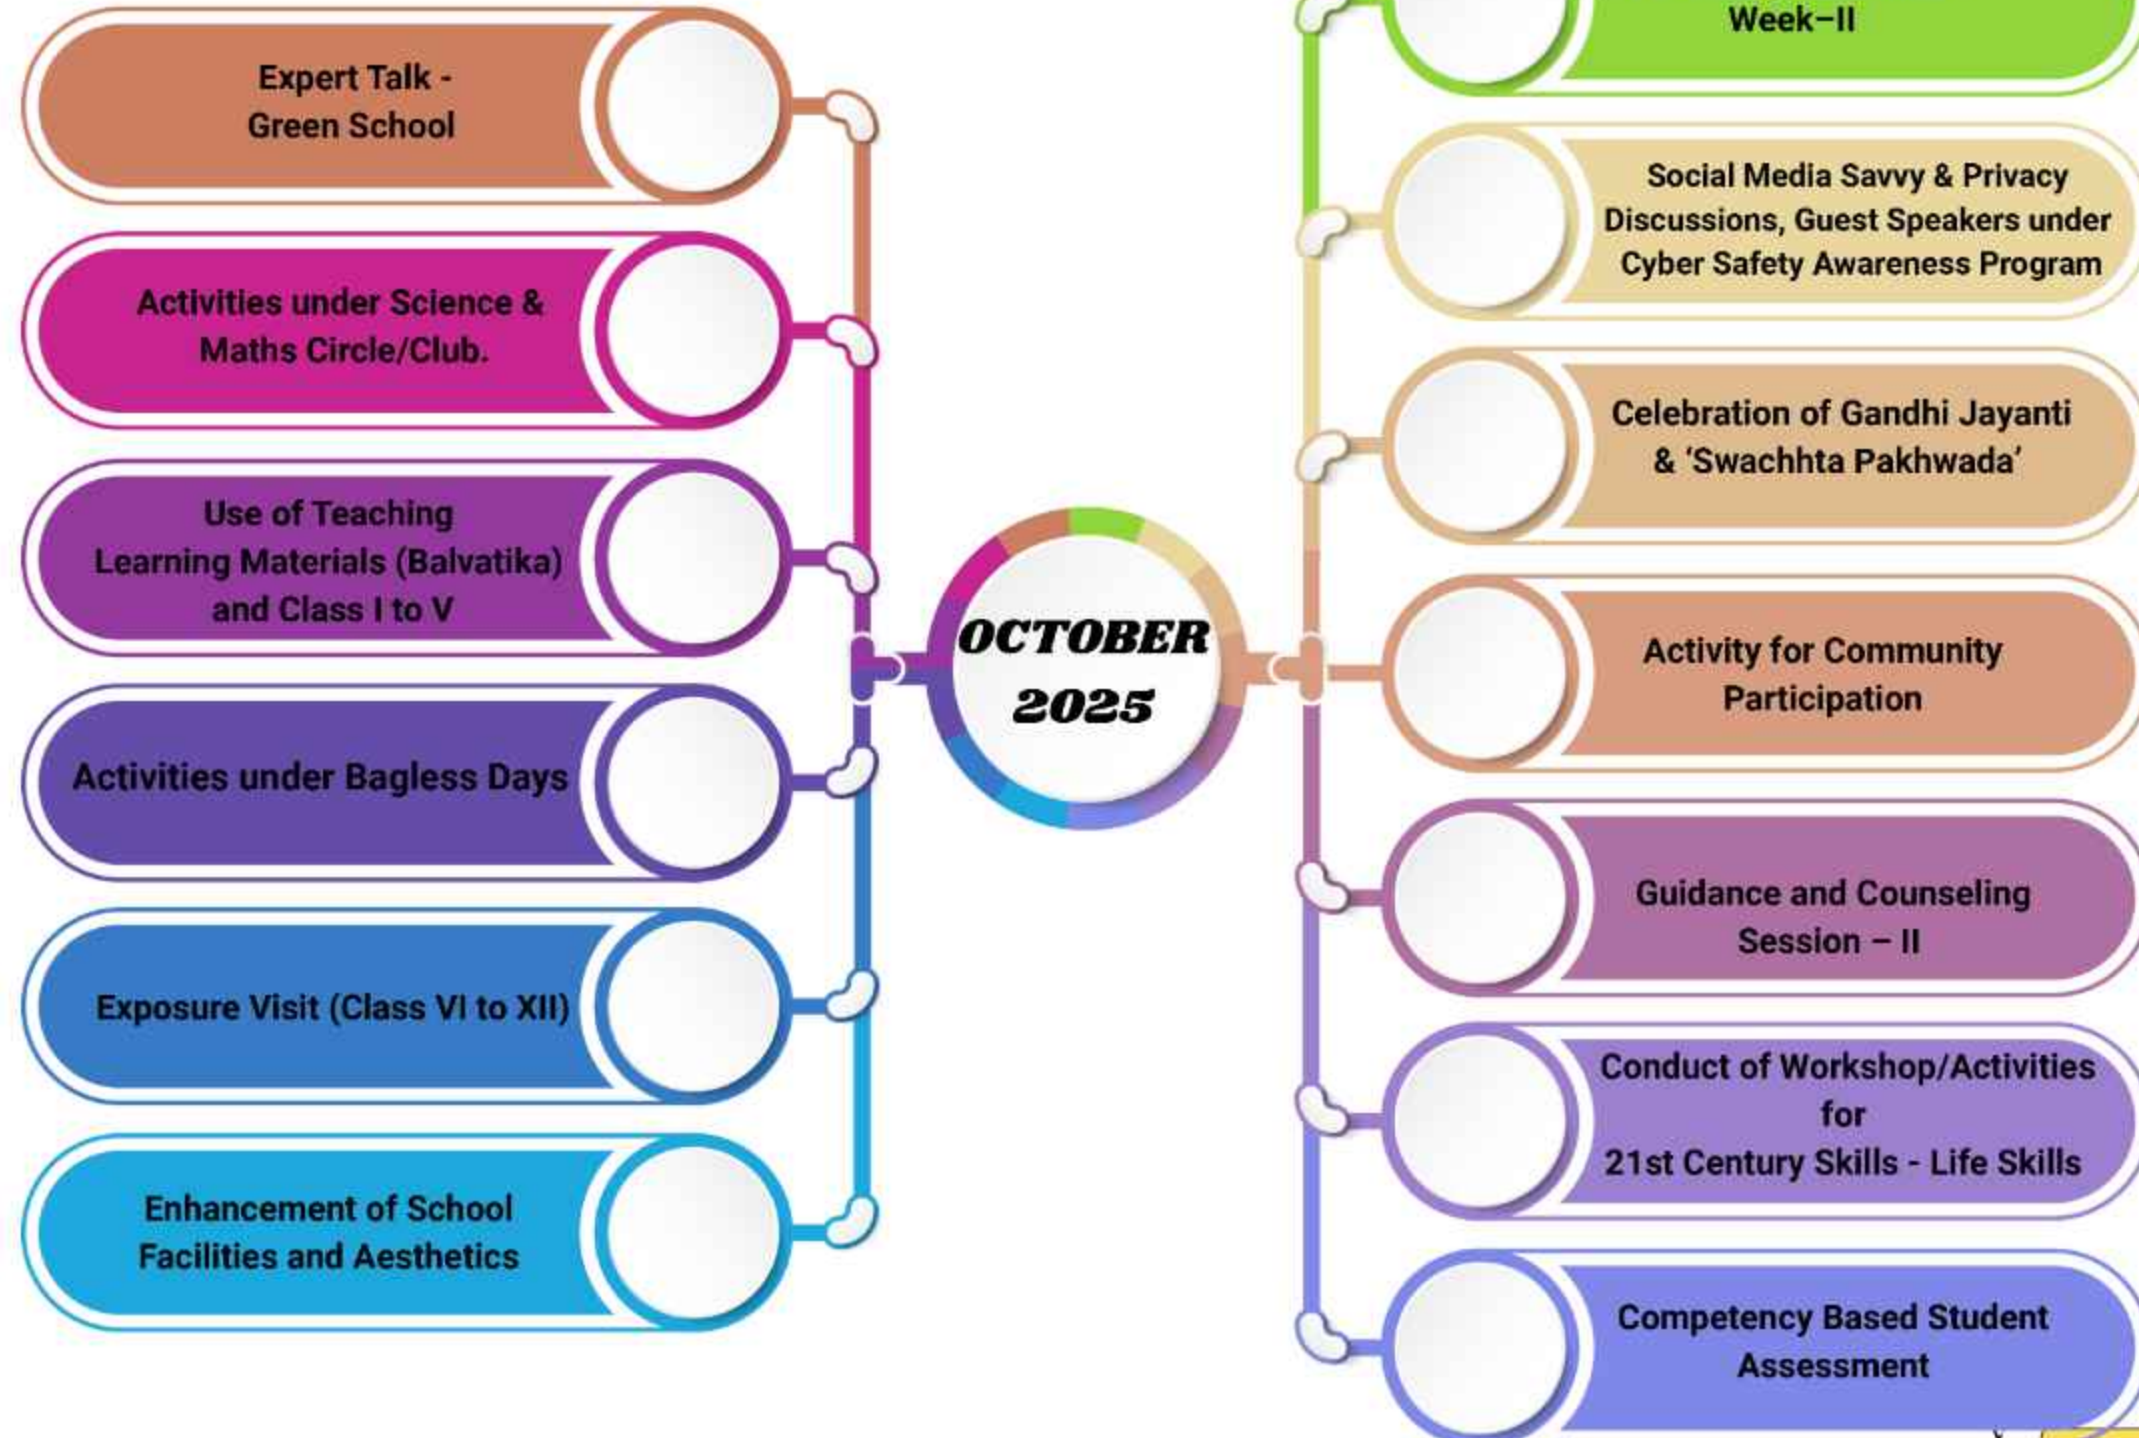 Expert Talk -
Green School
Activities under Science &
Maths Circle/Club.
Use of Teaching
Learning Materials (Balvatika)
and Class I to V
Activities under Bagless Days
Exposure Visit (Class VI to XII)
Enhancement of School
Facilities and Aesthetics
OCTOBER
2025
Week–II
Social Media Savvy & Privacy
Discussions, Guest Speakers under
Cyber Safety Awareness Program
Celebration of Gandhi Jayanti
& ‘Swachhta Pakhwada’
Activity for Community
Participation
Guidance and Counseling
Session – II
Conduct of Workshop/Activities
for
21st Century Skills - Life Skills
Competency Based Student
Assessment